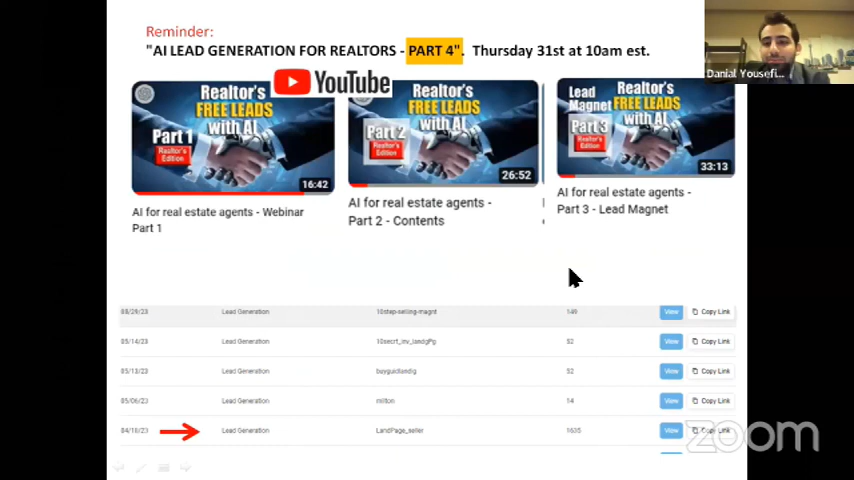 Reminder:
"AI LEAD GENERATION FOR REALTORS - PART 4". Thursday 31st at 10am est.
Danial Yousefi...
YouTube
Realtor's
FREE LEADS
with AI
Part 1
Realtor's
Edition
16:42
Realtor's
FREE LEADS
with AI
Part 2
Realtor's
Edition
26:52
Lead
Magnet
Realtor's
FREE LEADS
with AI
Part 3
Realtor's
Edition
33:13
AI for real estate agents - Webinar
Part 1
AI for real estate agents -
Part 2 - Contents
AI for real estate agents -
Part 3 - Lead Magnet
08/29/23 Lead Generation 10step-selling-magnt 149 View Copy Link
05/14/23 Lead Generation 10secrt_inv_landgPg 52 View Copy Link
05/13/23 Lead Generation buyguidlandig 52 View Copy Link
05/06/23 Lead Generation milton 14 View Copy Link
04/18/23 Lead Generation LandPage_seller 1635 View Copy Link
zoom